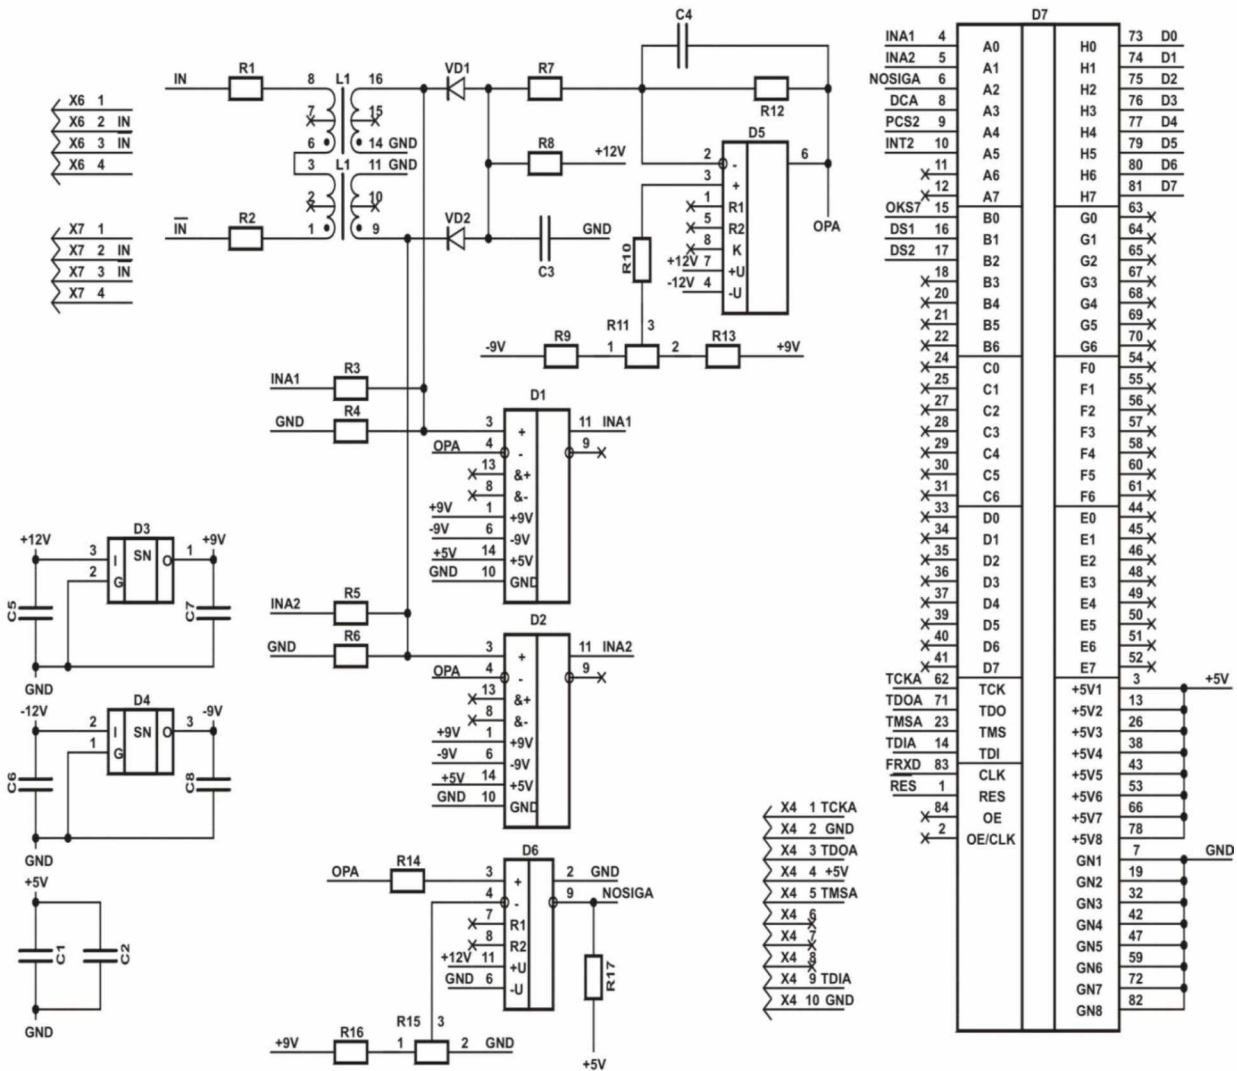 C4
D7
IN R1 8 L1 16 VD1 R7
7 15
6 14 GND
3 L1 11 GND
2 10
IN R2 1 9 VD2
X6 1
X6 2 IN
X6 3 IN
X6 4
X7 1
X7 2 IN
X7 3 IN
X7 4
R12
R8 +12V
C3 GND
D5
2 - 6
3 +
1 R1
5 R2
8 K
+12V 7 +U
-12V 4 -U
OPA
R10
-9V R9 1 R11 3 2 R13 +9V
INA1 R3
GND R4
D1
3 + 11 INA1
OPA 4 - 9
13 &+
8 &-
+9V 1 +9V
-9V 6 -9V
+5V 14 +5V
GND 10 GND
INA2 R5
GND R6
D2
3 + 11 INA2
OPA 4 - 9
13 &+
8 &-
+9V 1 +9V
-9V 6 -9V
+5V 14 +5V
GND 10 GND
D3
+12V 3 I SN O 1 +9V
2 G
C5 C7
GND
D4
-12V 2 I SN O 3 -9V
1 G
C6 C8
GND
+5V
C1 C2
GND
D6
OPA R14 3 + 2 GND
4 - 9 NOSIGA
7 R1
8 R2
+12V 11 +U
GND 6 -U
R17
+5V
+9V R16 1 R15 3 2 GND
X4 1 TCKA
X4 2 GND
X4 3 TDOA
X4 4 +5V
X4 5 TMSA
X4 6
X4 7
X4 8
X4 9 TDIA
X4 10 GND
INA1 4 A0 H0 73 D0
INA2 5 A1 H1 74 D1
NOSIGA 6 A2 H2 75 D2
DCA 8 A3 H3 76 D3
PCS2 9 A4 H4 77 D4
INT2 10 A5 H5 79 D5
11 A6 H6 80 D6
12 A7 H7 81 D7
OKS7 15 B0 G0 63
DS1 16 B1 G1 64
DS2 17 B2 G2 65
18 B3 G3 67
20 B4 G4 68
21 B5 G5 69
22 B6 G6 70
24 C0 F0 54
25 C1 F1 55
27 C2 F2 56
28 C3 F3 57
29 C4 F4 58
30 C5 F5 60
31 C6 F6 61
33 D0 E0 44
34 D1 E1 45
35 D2 E2 46
36 D3 E3 48
37 D4 E4 49
39 D5 E5 50
40 D6 E6 51
41 D7 E7 52
TCKA 62 TCK +5V1 3 +5V
TDOA 71 TDO +5V2 13
TMSA 23 TMS +5V3 26
TDIA 14 TDI +5V4 38
FRXD 83 CLK +5V5 43
RES 1 RES +5V6 53
84 OE +5V7 66
2 OE/CLK +5V8 78
GN1 7 GND
GN2 19
GN3 32
GN4 42
GN5 47
GN6 59
GN7 72
GN8 82